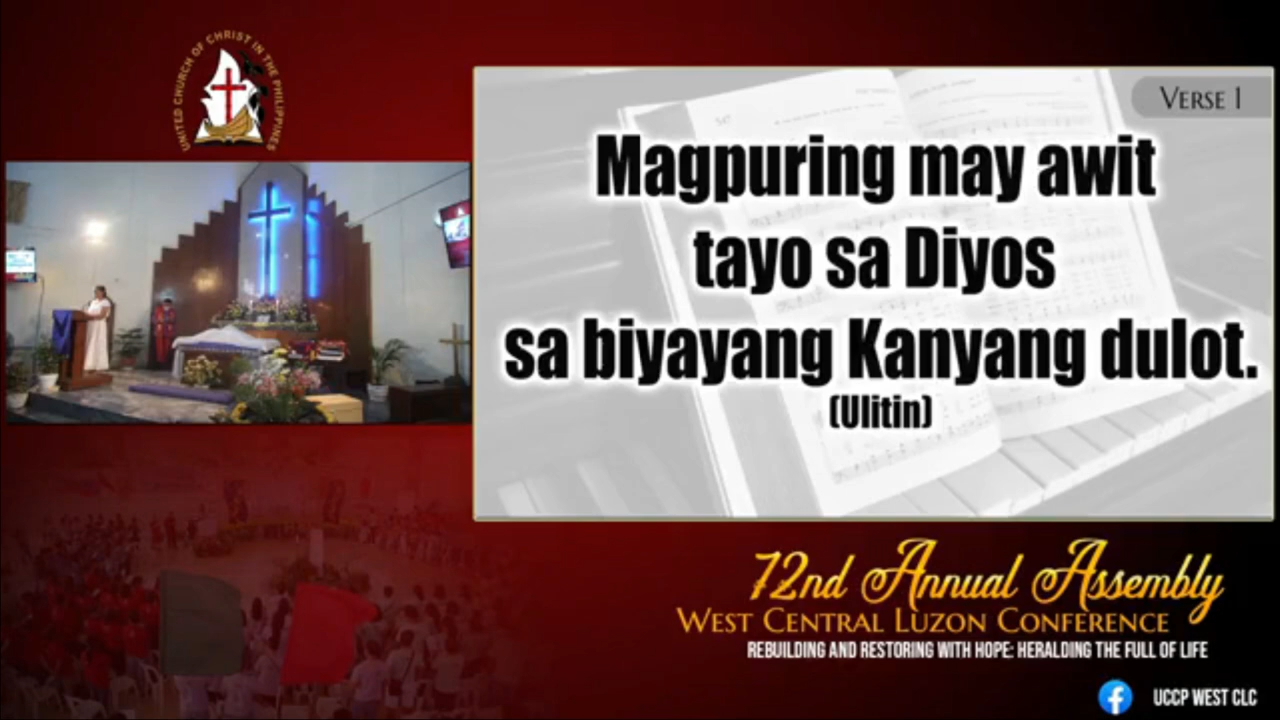 UNITED CHURCH OF CHRIST IN THE PHILIPPINES
VERSE 1
Magpuring may awit
tayo sa Diyos
sa biyayang Kanyang dulot.
(Ulitin)
72nd Annual Assembly
WEST CENTRAL LUZON CONFERENCE
REBUILDING AND RESTORING WITH HOPE: HERALDING THE FULL OF LIFE
UCCP WEST CLC